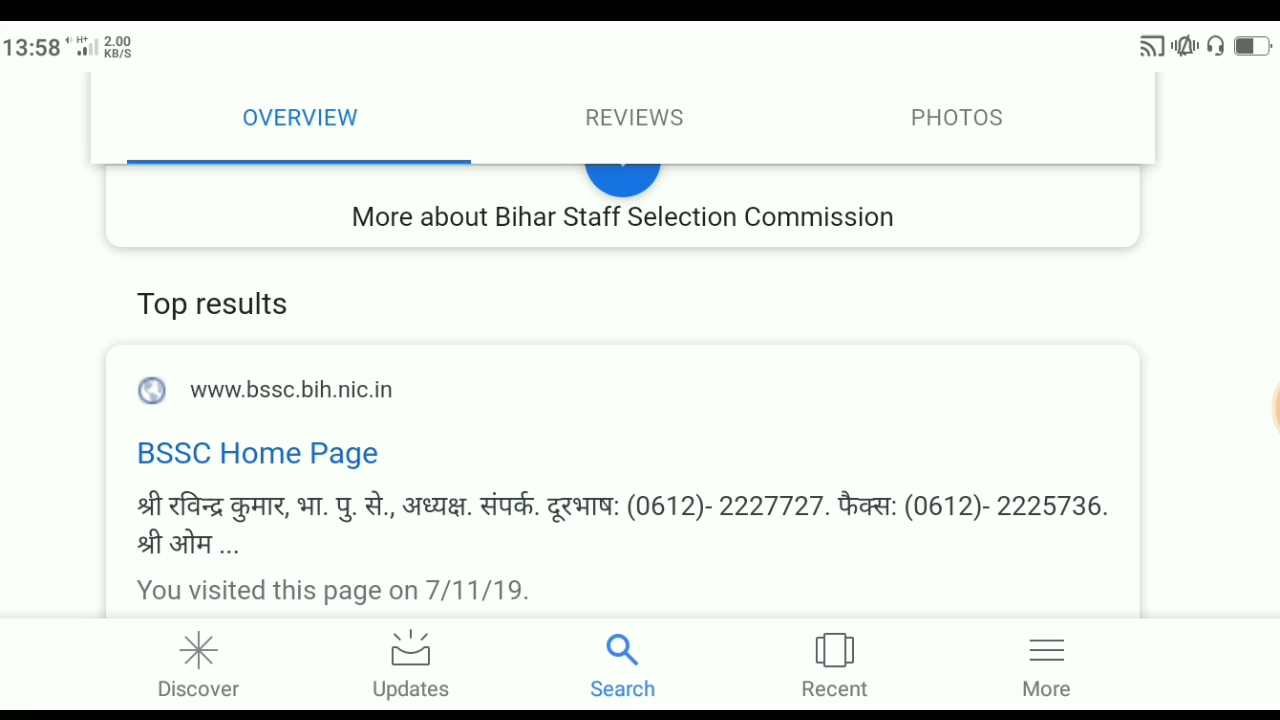 13:58 H+ 2.00
KB/S
OVERVIEW REVIEWS PHOTOS
More about Bihar Staff Selection Commission
Top results
www.bssc.bih.nic.in
BSSC Home Page
श्री रविन्द्र कुमार, भा. पु. से., अध्यक्ष. संपर्क. दूरभाष: (0612)- 2227727. फैक्स: (0612)- 2225736.
श्री ओम ...
You visited this page on 7/11/19.
Discover Updates Search Recent More